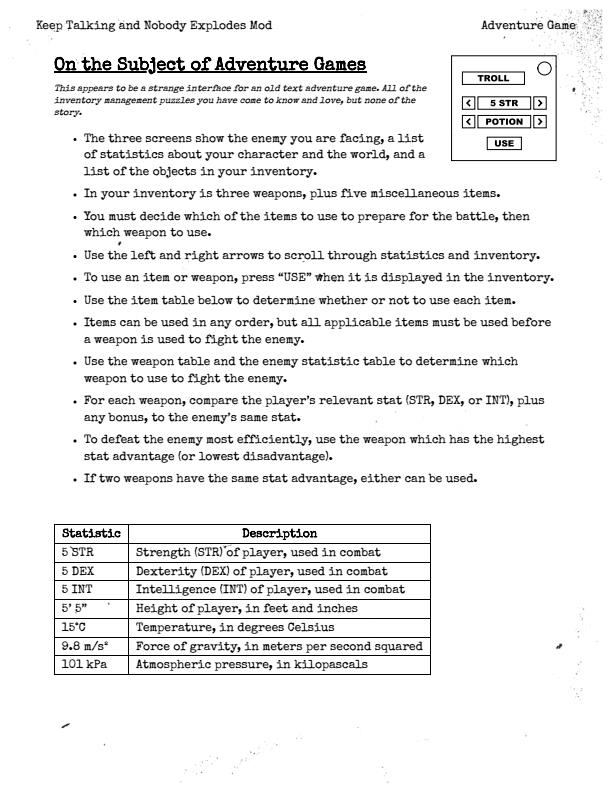 Keep Talking and Nobody Explodes Mod
Adventure Game
On the Subject of Adventure Games
This appears to be a strange interface for an old text adventure game. All of the
inventory management puzzles you have come to know and love, but none of the
story.
TROLL
< 5 STR >
< POTION >
USE
• The three screens show the enemy you are facing, a list
of statistics about your character and the world, and a
list of the objects in your inventory.
• In your inventory is three weapons, plus five miscellaneous items.
• You must decide which of the items to use to prepare for the battle, then
which weapon to use.
• Use the left and right arrows to scroll through statistics and inventory.
• To use an item or weapon, press “USE” when it is displayed in the inventory.
• Use the item table below to determine whether or not to use each item.
• Items can be used in any order, but all applicable items must be used before
a weapon is used to fight the enemy.
• Use the weapon table and the enemy statistic table to determine which
weapon to use to fight the enemy.
• For each weapon, compare the player’s relevant stat (STR, DEX, or INT), plus
any bonus, to the enemy’s same stat.
• To defeat the enemy most efficiently, use the weapon which has the highest
stat advantage (or lowest disadvantage).
• If two weapons have the same stat advantage, either can be used.
Statistic Description
5 STR Strength (STR) of player, used in combat
5 DEX Dexterity (DEX) of player, used in combat
5 INT Intelligence (INT) of player, used in combat
5’ 5” Height of player, in feet and inches
15°C Temperature, in degrees Celsius
9.8 m/s² Force of gravity, in meters per second squared
101 kPa Atmospheric pressure, in kilopascals